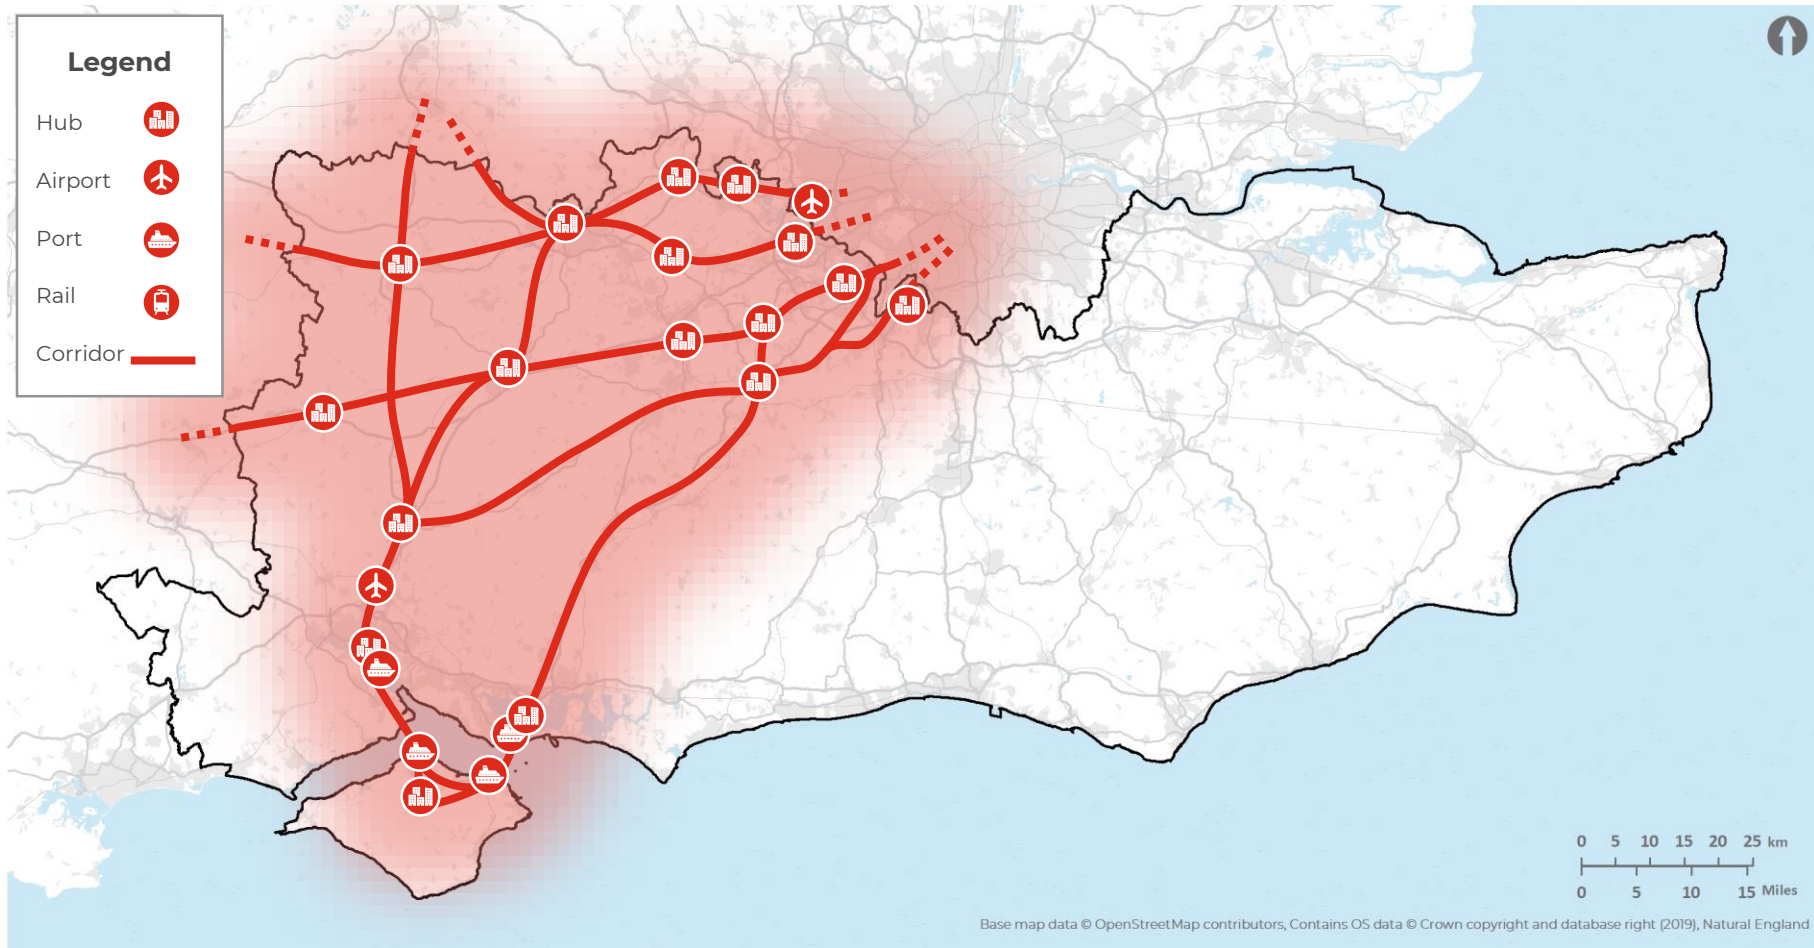 Legend
Hub
Airport
Port
Rail
Corridor
0 5 10 15 20 25 km
0 5 10 15 Miles
Base map data © OpenStreetMap contributors, Contains OS data © Crown copyright and database right (2019), Natural England